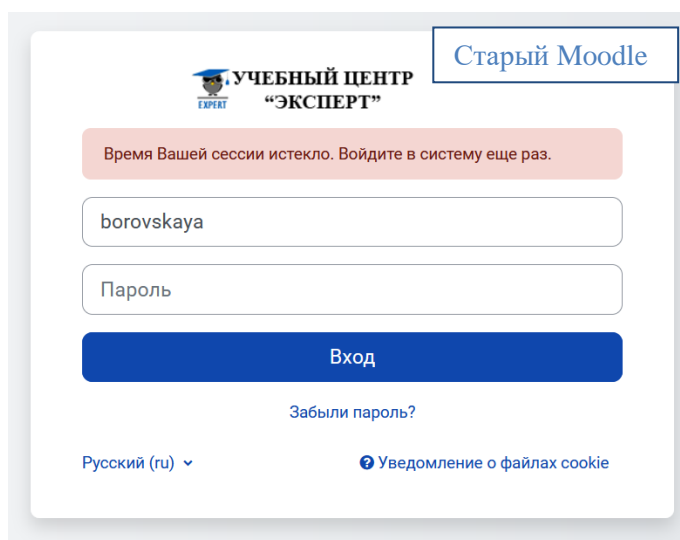 Старый Moodle
УЧЕБНЫЙ ЦЕНТР
EXPERT “ЭКСПЕРТ”
Время Вашей сессии истекло. Войдите в систему еще раз.
borovskaya
Пароль
Вход
Забыли пароль?
Русский (ru)
Уведомление о файлах cookie